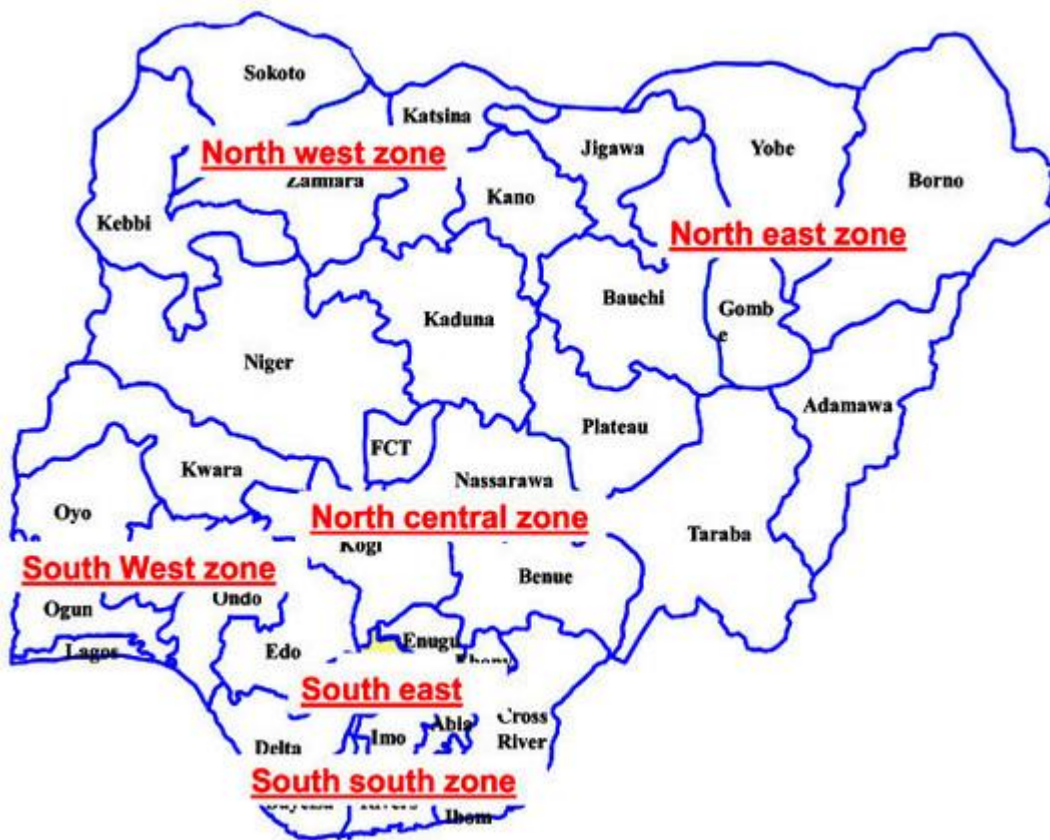 Sokoto
Katsina
Jigawa
Yobe
North west zone
Borno
Kano
Kebbi
North east zone
Bauchi
Gomb
e
Kaduna
Niger
Adamawa
Plateau
FCT
Kwara
Nassarawa
Oyo
North central zone
Taraba
Kogi
South West zone
Benue
Ondo
Ogun
Enugu
Lagos
Edo
South east
Cross
River
Abia
Imo
Delta
South south zone
Ibom